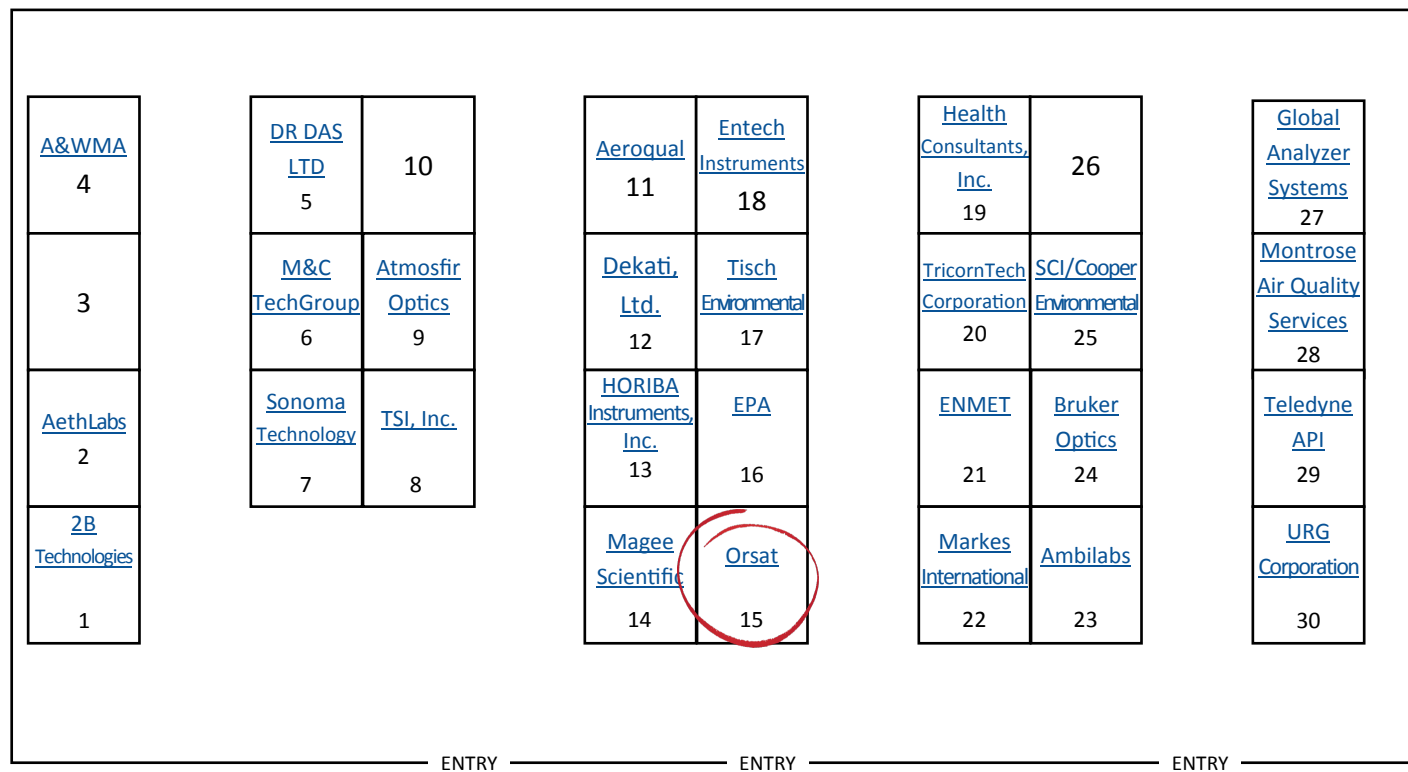 A&WMA
4
3
AethLabs
2
2B
Technologies
1
DR DAS
LTD
5
10
M&C
TechGroup
6
Atmosfir
Optics
9
Sonoma
Technology
7
TSI, Inc.
8
Aeroqual
11
Entech
Instruments
18
Dekati,
Ltd.
12
Tisch
Environmental
17
HORIBA
Instruments,
Inc.
13
EPA
16
Magee
Scientific
14
Orsat
15
Health
Consultants,
Inc.
19
26
TricornTech
Corporation
20
SCI/Cooper
Environmental
25
ENMET
21
Bruker
Optics
24
Markes
International
22
Ambilabs
23
Global
Analyzer
Systems
27
Montrose
Air Quality
Services
28
Teledyne
API
29
URG
Corporation
30
ENTRY
ENTRY
ENTRY